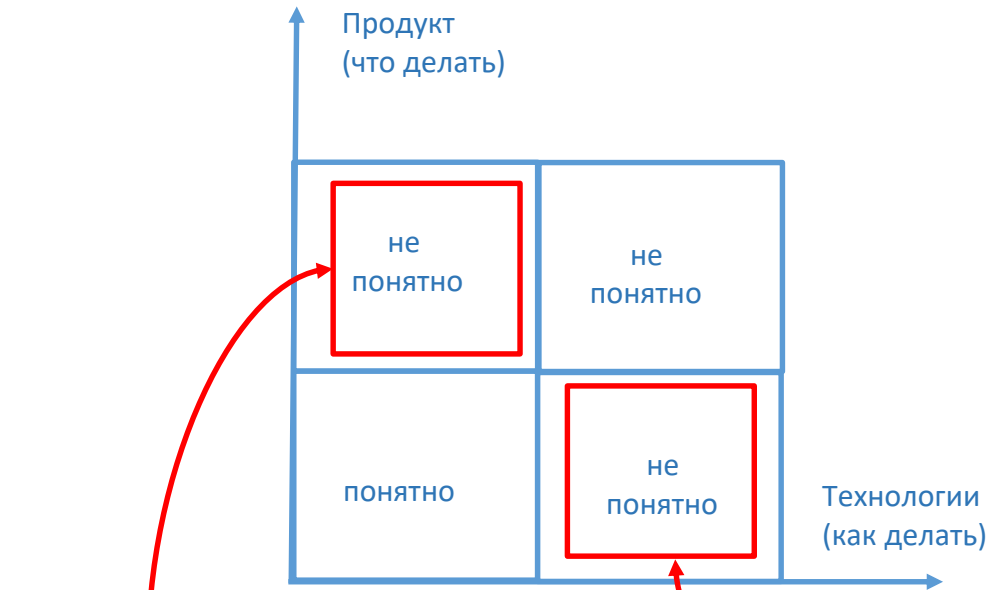 Продукт
(что делать)
не
понятно
не
понятно
понятно
не
понятно
Технологии
(как делать)